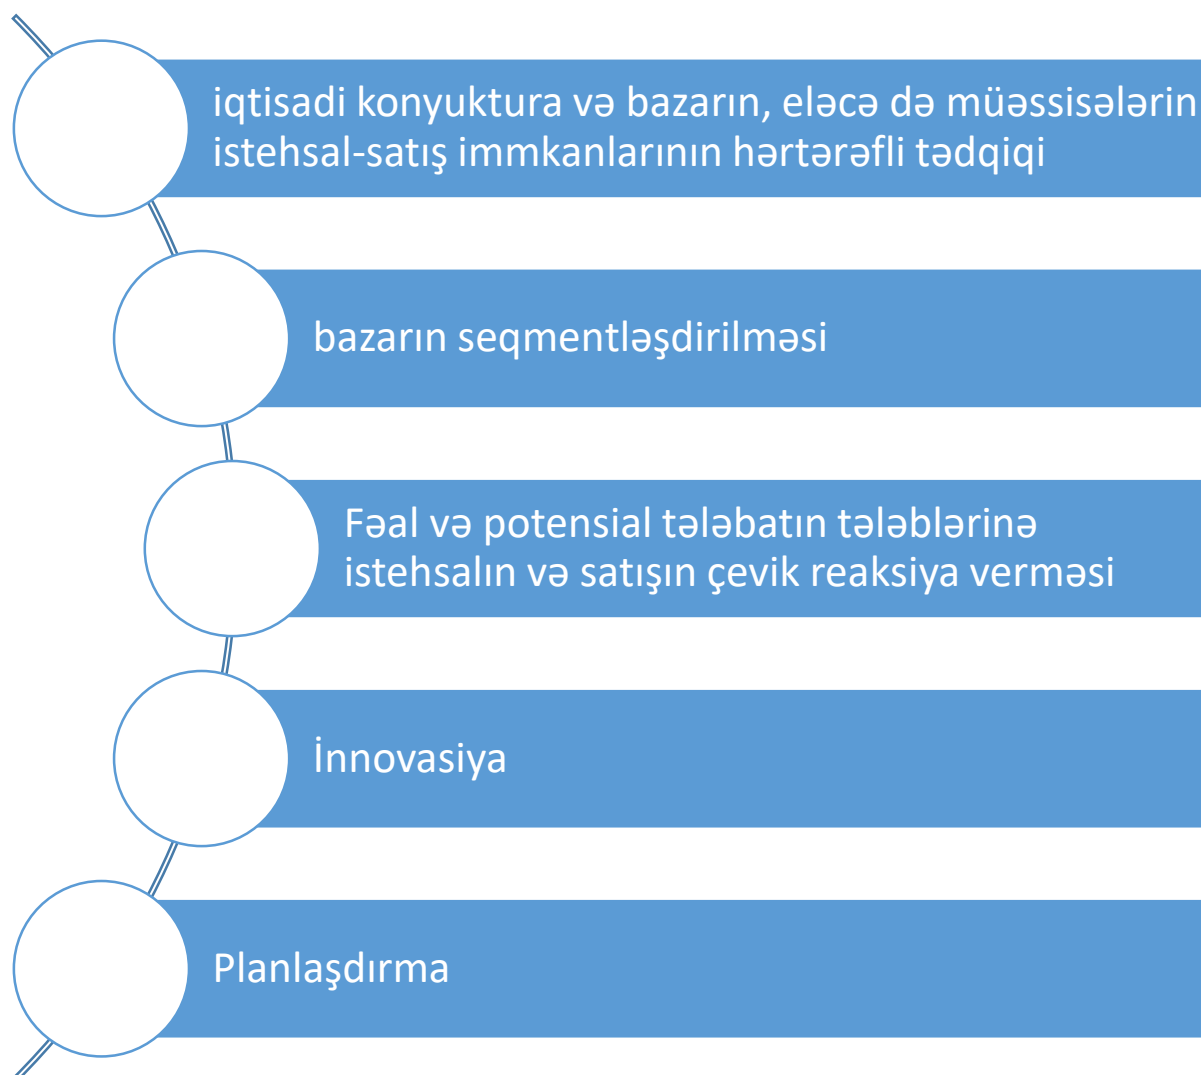 iqtisadi konyuktura və bazarın, eləcə də müəssisələrin
istehsal-satış immkanlarının hərtərəfli tədqiqi
bazarın seqmentləşdirilməsi
Fəal və potensial tələbatın tələblərinə
istehsalın və satışın çevik reaksiya verməsi
İnnovasiya
Planlaşdırma